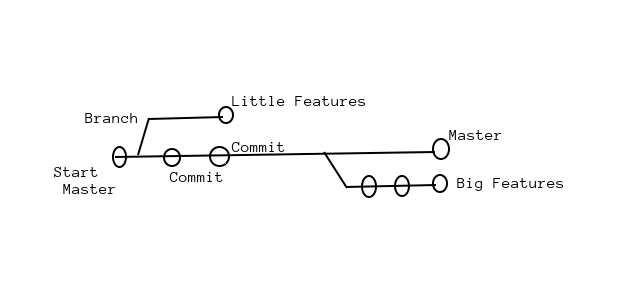 Little Features
Branch
Commit
Master
Start
Master
Commit
Big Features